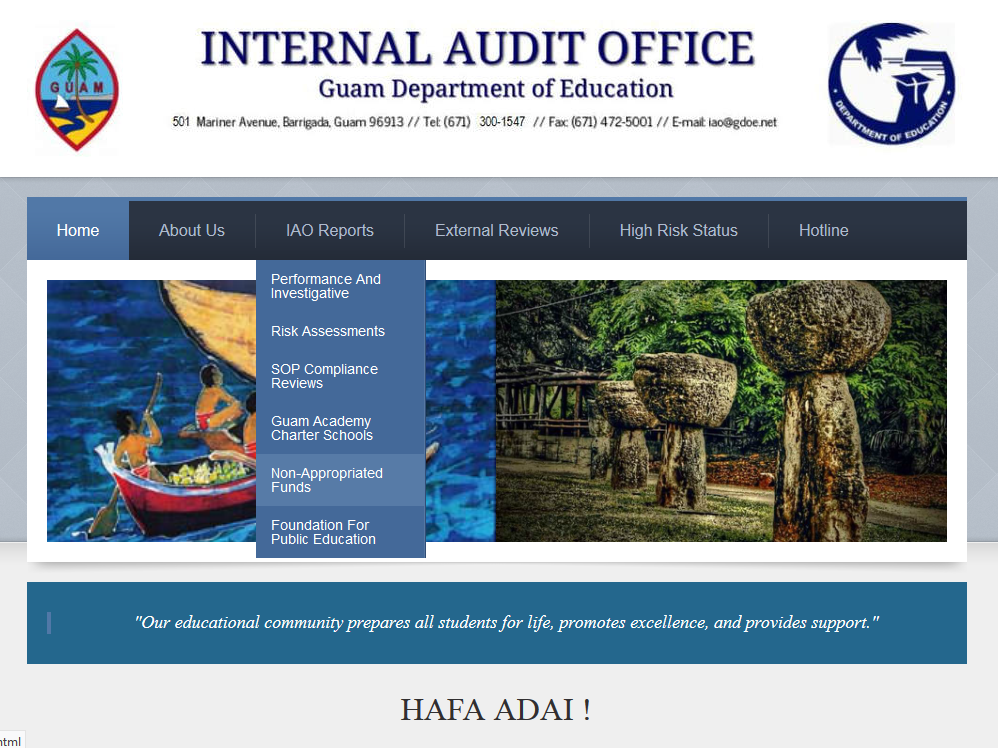 GUAM
INTERNAL AUDIT OFFICE
Guam Department of Education
501 Mariner Avenue, Barrigada, Guam 96913 // Tel: (671) 300-1547 // Fax: (671) 472-5001 // E-mail: iao@gdoe.net
DEPARTMENT OF EDUCATION
Home
About Us
IAO Reports
External Reviews
High Risk Status
Hotline
Performance And
Investigative
Risk Assessments
SOP Compliance
Reviews
Guam Academy
Charter Schools
Non-Appropriated
Funds
Foundation For
Public Education
"Our educational community prepares all students for life, promotes excellence, and provides support."
HAFA ADAI !
html